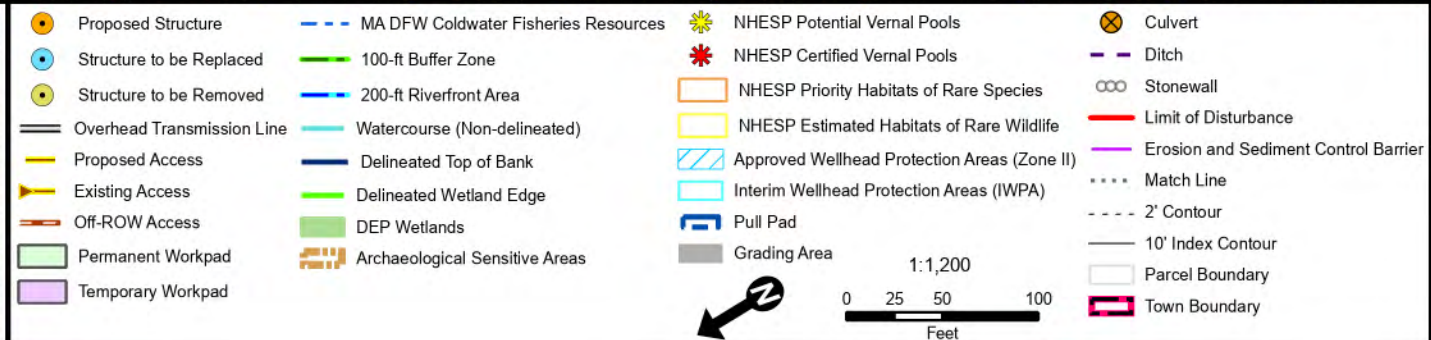 Proposed Structure
Structure to be Replaced
Structure to be Removed
Overhead Transmission Line
Proposed Access
Existing Access
Off-ROW Access
Permanent Workpad
Temporary Workpad
MA DFW Coldwater Fisheries Resources
100-ft Buffer Zone
200-ft Riverfront Area
Watercourse (Non-delineated)
Delineated Top of Bank
Delineated Wetland Edge
DEP Wetlands
Archaeological Sensitive Areas
NHESP Potential Vernal Pools
NHESP Certified Vernal Pools
NHESP Priority Habitats of Rare Species
NHESP Estimated Habitats of Rare Wildlife
Approved Wellhead Protection Areas (Zone II)
Interim Wellhead Protection Areas (IWPA)
Pull Pad
Grading Area
N
1:1,200
0 25 50 100
Feet
Culvert
Ditch
Stonewall
Limit of Disturbance
Erosion and Sediment Control Barrier
Match Line
2' Contour
10' Index Contour
Parcel Boundary
Town Boundary